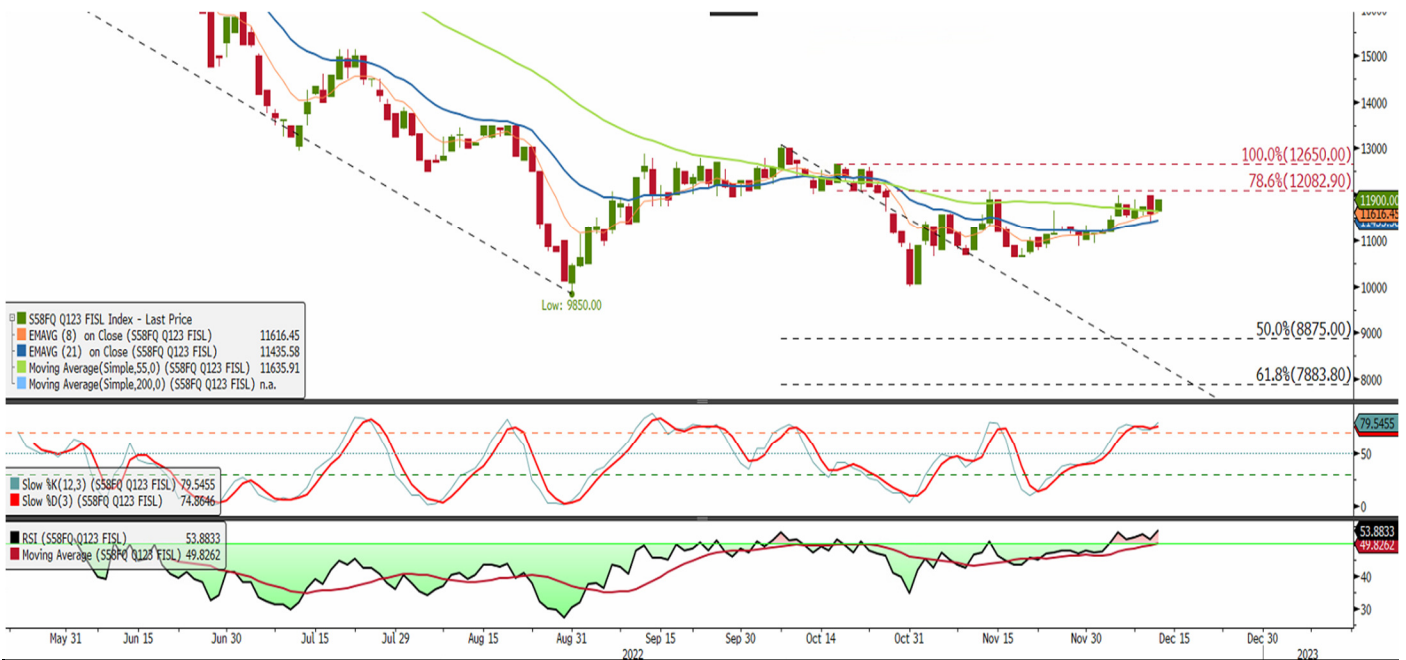 15000
14000
13000
100.0%(12650.00)
78.6%(12082.90)
11900.00
11616.45
11000
10000
Low: 9850.00
9000
50.0%(8875.00)
8000
61.8%(7883.80)
S58FQ Q123 FISL Index - Last Price
EMAVG (8) on Close (S58FQ Q123 FISL) 11616.45
EMAVG (21) on Close (S58FQ Q123 FISL) 11435.58
Moving Average(Simple,55,0) (S58FQ Q123 FISL) 11635.91
Moving Average(Simple,200,0) (S58FQ Q123 FISL) n.a.
79.5455
50
0
Slow %K(12,3) (S58FQ Q123 FISL) 79.5455
Slow %D(3) (S58FQ Q123 FISL) 74.8646
RSI (S58FQ Q123 FISL) 53.8833
Moving Average (S58FQ Q123 FISL) 49.8262
53.8833
49.8262
40
30
May 31 Jun 15 Jun 30 Jul 15 Jul 29 Aug 15 Aug 31 Sep 15 Sep 30 Oct 14 Oct 31 Nov 15 Nov 30 Dec 15 Dec 30
2022 2023